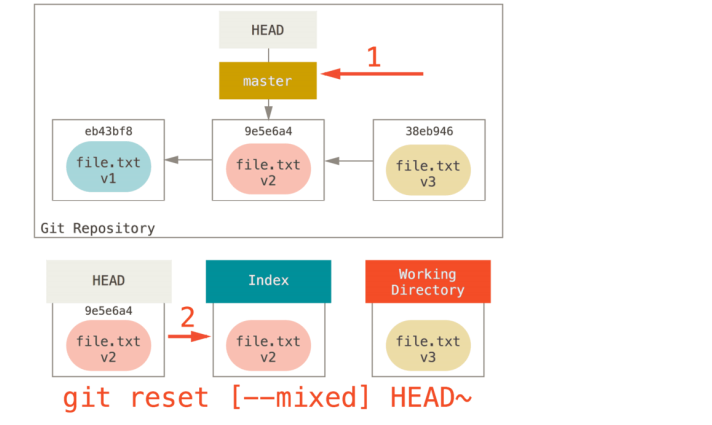 HEAD
1
master
eb43bf8
9e5e6a4
38eb946
file.txt
v1
file.txt
v2
file.txt
v3
Git Repository
HEAD
Index
Working
Directory
9e5e6a4
2
file.txt
v2
file.txt
v2
file.txt
v3
git reset [--mixed] HEAD~